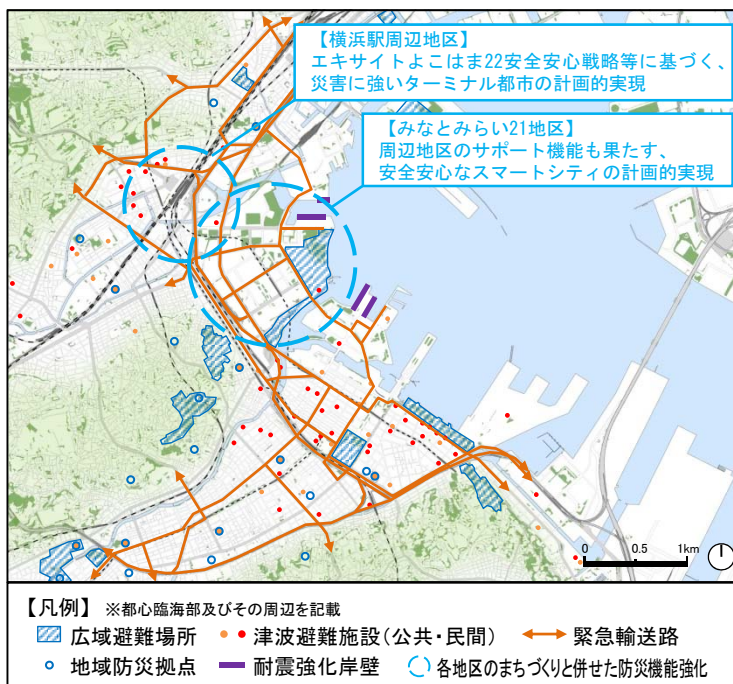 【横浜駅周辺地区】
エキサイトよこはま22安全安心戦略等に基づく、
災害に強いターミナル都市の計画的実現
【みなとみらい21地区】
周辺地区のサポート機能も果たす、
安全安心なスマートシティの計画的実現
0 0.5 1km
【凡例】 ※都心臨海部及びその周辺を記載
広域避難場所 津波避難施設(公共・民間) 緊急輸送路
地域防災拠点 耐震強化岸壁 各地区のまちづくりと併せた防災機能強化